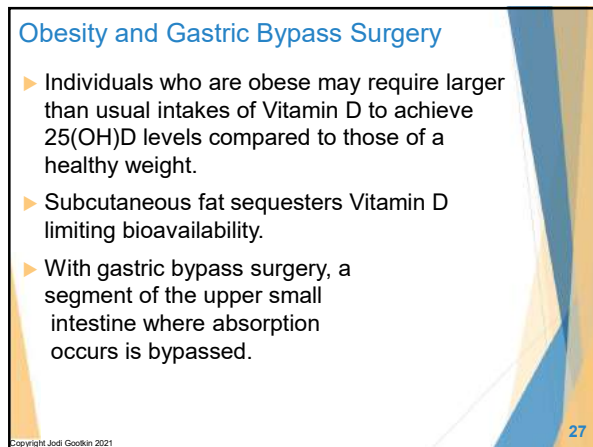 Obesity and Gastric Bypass Surgery
Individuals who are obese may require larger
than usual intakes of Vitamin D to achieve
25(OH)D levels compared to those of a
healthy weight.
Subcutaneous fat sequesters Vitamin D
limiting bioavailability.
With gastric bypass surgery, a
segment of the upper small
intestine where absorption
occurs is bypassed.
Copyright Jodi Gootkin 2021
27